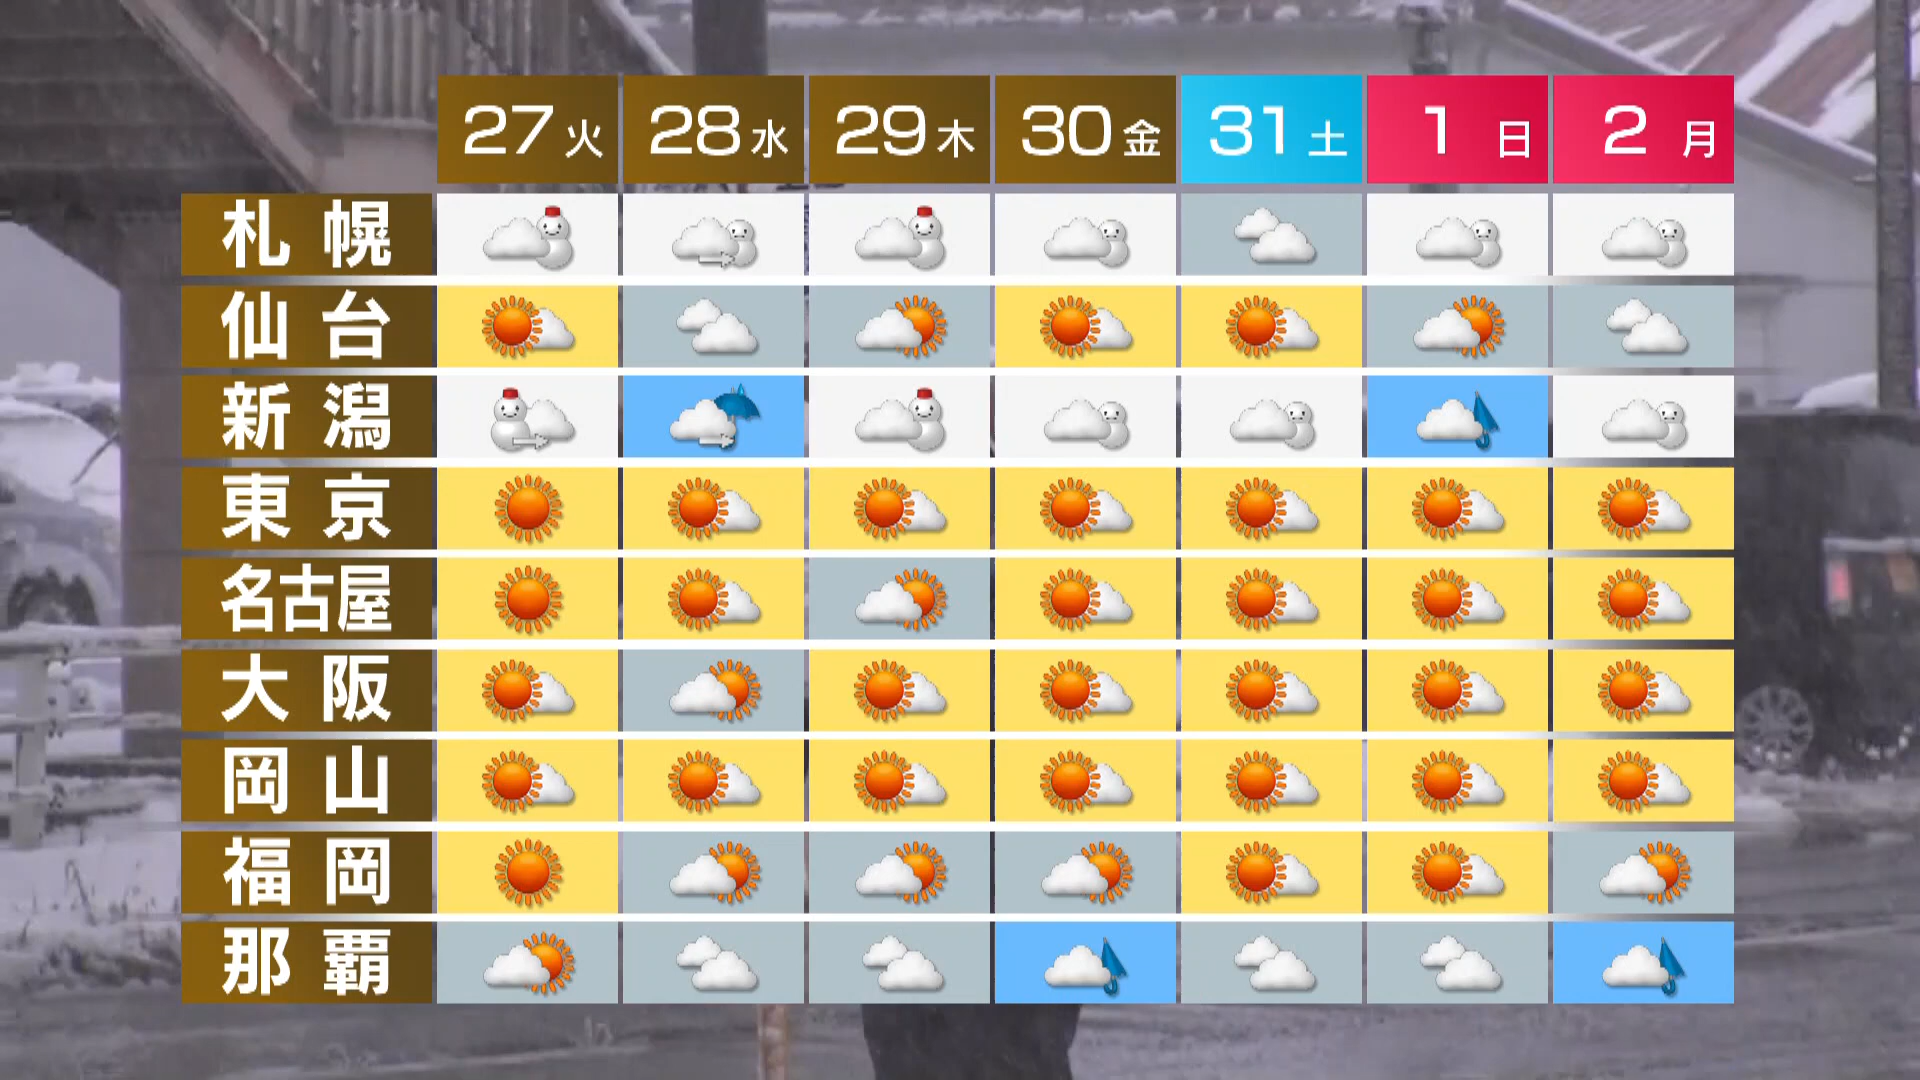 27火 28水 29木 30金 31土 1日 2月
札幌
仙台
新潟
東京
名古屋
大阪
岡山
福岡
那覇